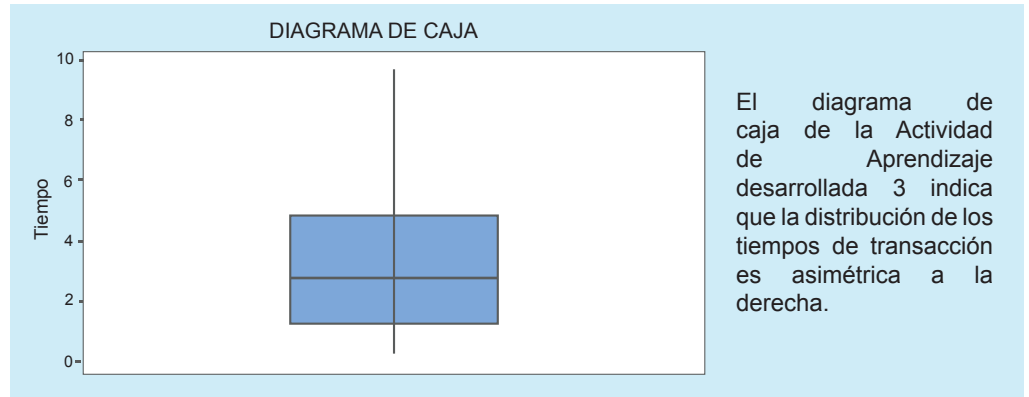 DIAGRAMA DE CAJA
10
8
6
4
2
0
Tiempo
El diagrama de
caja de la Actividad
de Aprendizaje
desarrollada 3 indica
que la distribución de los
tiempos de transacción
es asimétrica a la
derecha.